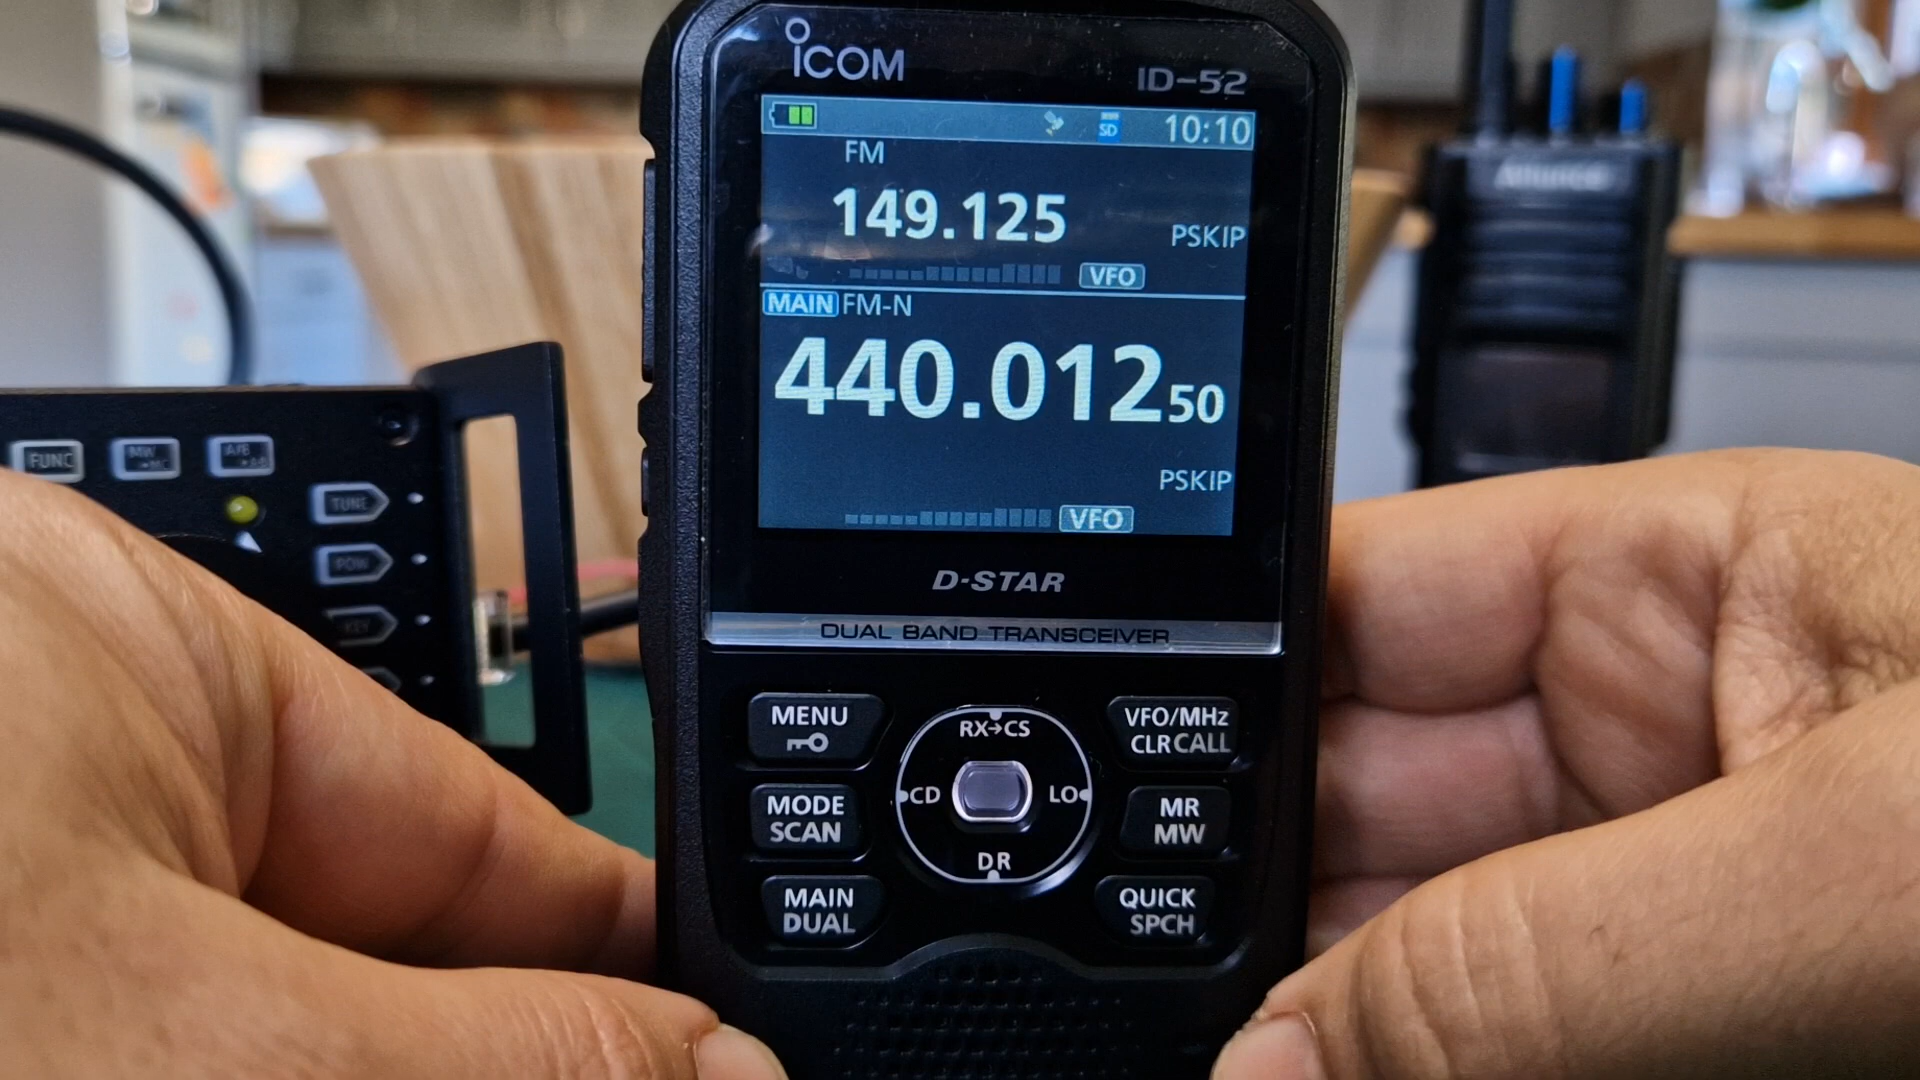 ICOM
ID-52
SD
10:10
FM
149.125
PSKIP
VFO
MAIN FM-N
440.01250
PSKIP
VFO
D-STAR
DUAL BAND TRANSCEIVER
MENU
RX→CS
VFO/MHz
CLR CALL
MODE
SCAN
CD
LO
MR
MW
DR
MAIN
DUAL
QUICK
SPCH
FUNC
MW
A/B
TUNE
POW
KEY